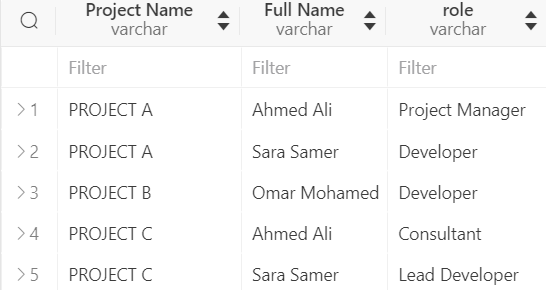 Project Name Full Name role
varchar varchar varchar
Filter Filter Filter
1 PROJECT A Ahmed Ali Project Manager
2 PROJECT A Sara Samer Developer
3 PROJECT B Omar Mohamed Developer
4 PROJECT C Ahmed Ali Consultant
5 PROJECT C Sara Samer Lead Developer